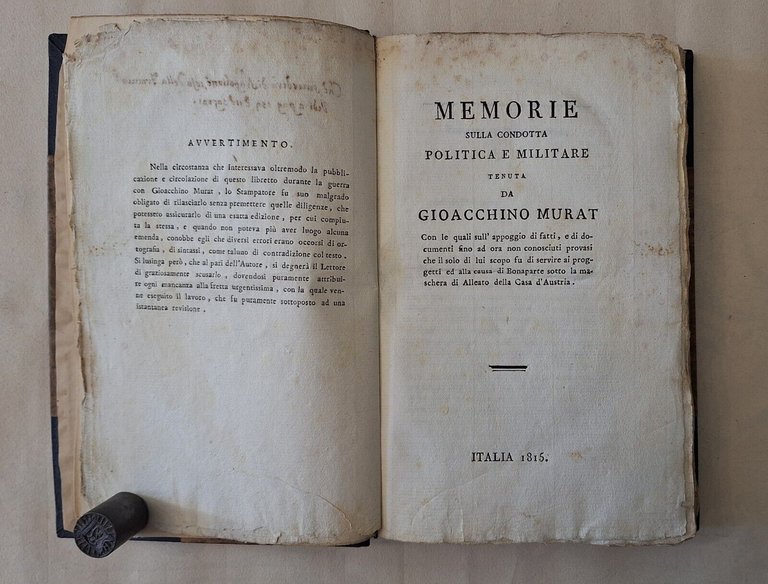 AVVERTIMENTO.
Nella circostanza che interessava oltremodo la pubbli-
cazione e circolazione di questo libretto durante la guerra
con Gioacchino Murat, lo Stampatore fu suo malgrado
obligato di rilasciarlo senza premettere quelle diligenze, che
potessero assicurarlo di una esatta edizione, per cui compiu-
ta la stessa, e quando non poteva più aver luogo alcuna
emenda, conobbe egli che diversi errori erano occorsi di or-
tografia, di sintassi, come taluno di contradizione col testo.
Si lusinga però, che al pari dell'Autore, si degnerà il Lettore
di graziosamente scusarlo, dovendosi puramente attribui-
re ogni mancanza alla fretta urgentissima, con la quale ven-
ne eseguito il lavoro, che fu puramente sottoposto ad una
istantanea revisione.
MEMORIE
SULLA CONDOTTA
POLITICA E MILITARE
TENUTA
DA
GIOACCHINO MURAT
Con le quali sull'appoggio di fatti, e di do-
cumenti fino ad ora non conosciuti provasi
che il solo di lui scopo fu di servire ai pro-
ggetti ed alla causa di Bonaparte sotto la ma-
schera di Alleato della Casa d'Austria.
ITALIA 1815.